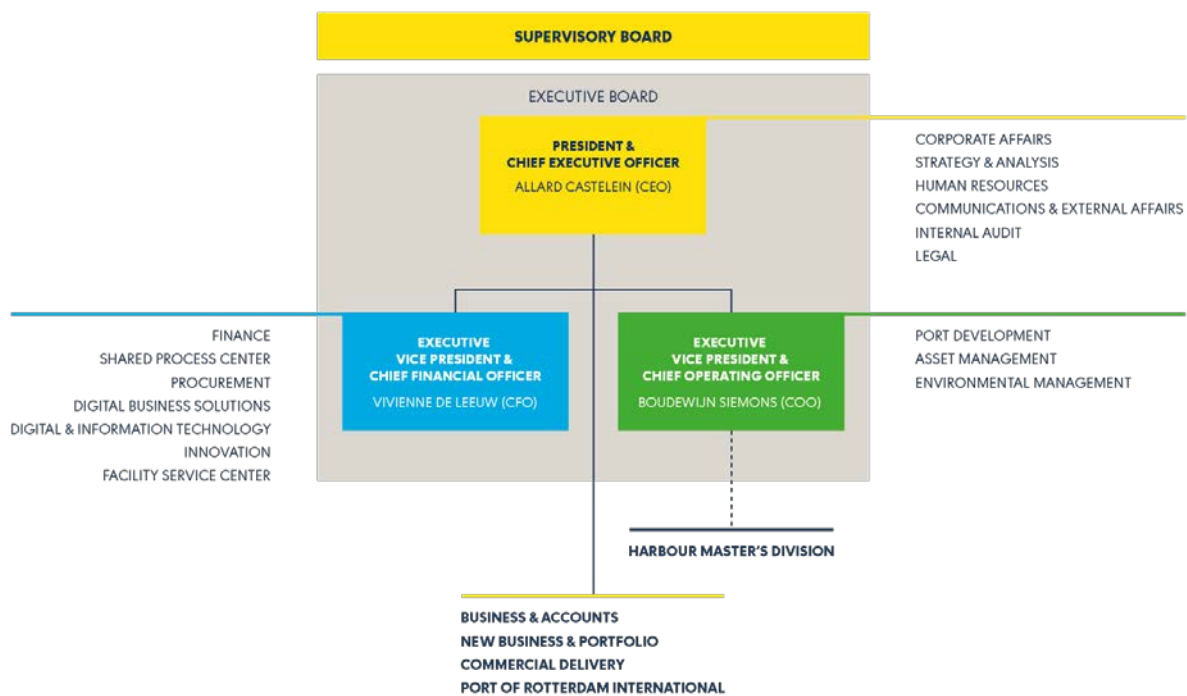 SUPERVISORY BOARD
EXECUTIVE BOARD
PRESIDENT &
CHIEF EXECUTIVE OFFICER
ALLARD CASTELEIN (CEO)
CORPORATE AFFAIRS
STRATEGY & ANALYSIS
HUMAN RESOURCES
COMMUNICATIONS & EXTERNAL AFFAIRS
INTERNAL AUDIT
LEGAL
FINANCE
SHARED PROCESS CENTER
PROCUREMENT
DIGITAL BUSINESS SOLUTIONS
DIGITAL & INFORMATION TECHNOLOGY
INNOVATION
FACILITY SERVICE CENTER
EXECUTIVE
VICE PRESIDENT &
CHIEF FINANCIAL OFFICER
VIVIENNE DE LEEUW (CFO)
EXECUTIVE
VICE PRESIDENT &
CHIEF OPERATING OFFICER
BOUDEWIJN SIEMONS (COO)
PORT DEVELOPMENT
ASSET MANAGEMENT
ENVIRONMENTAL MANAGEMENT
HARBOUR MASTER'S DIVISION
BUSINESS & ACCOUNTS
NEW BUSINESS & PORTFOLIO
COMMERCIAL DELIVERY
PORT OF ROTTERDAM INTERNATIONAL